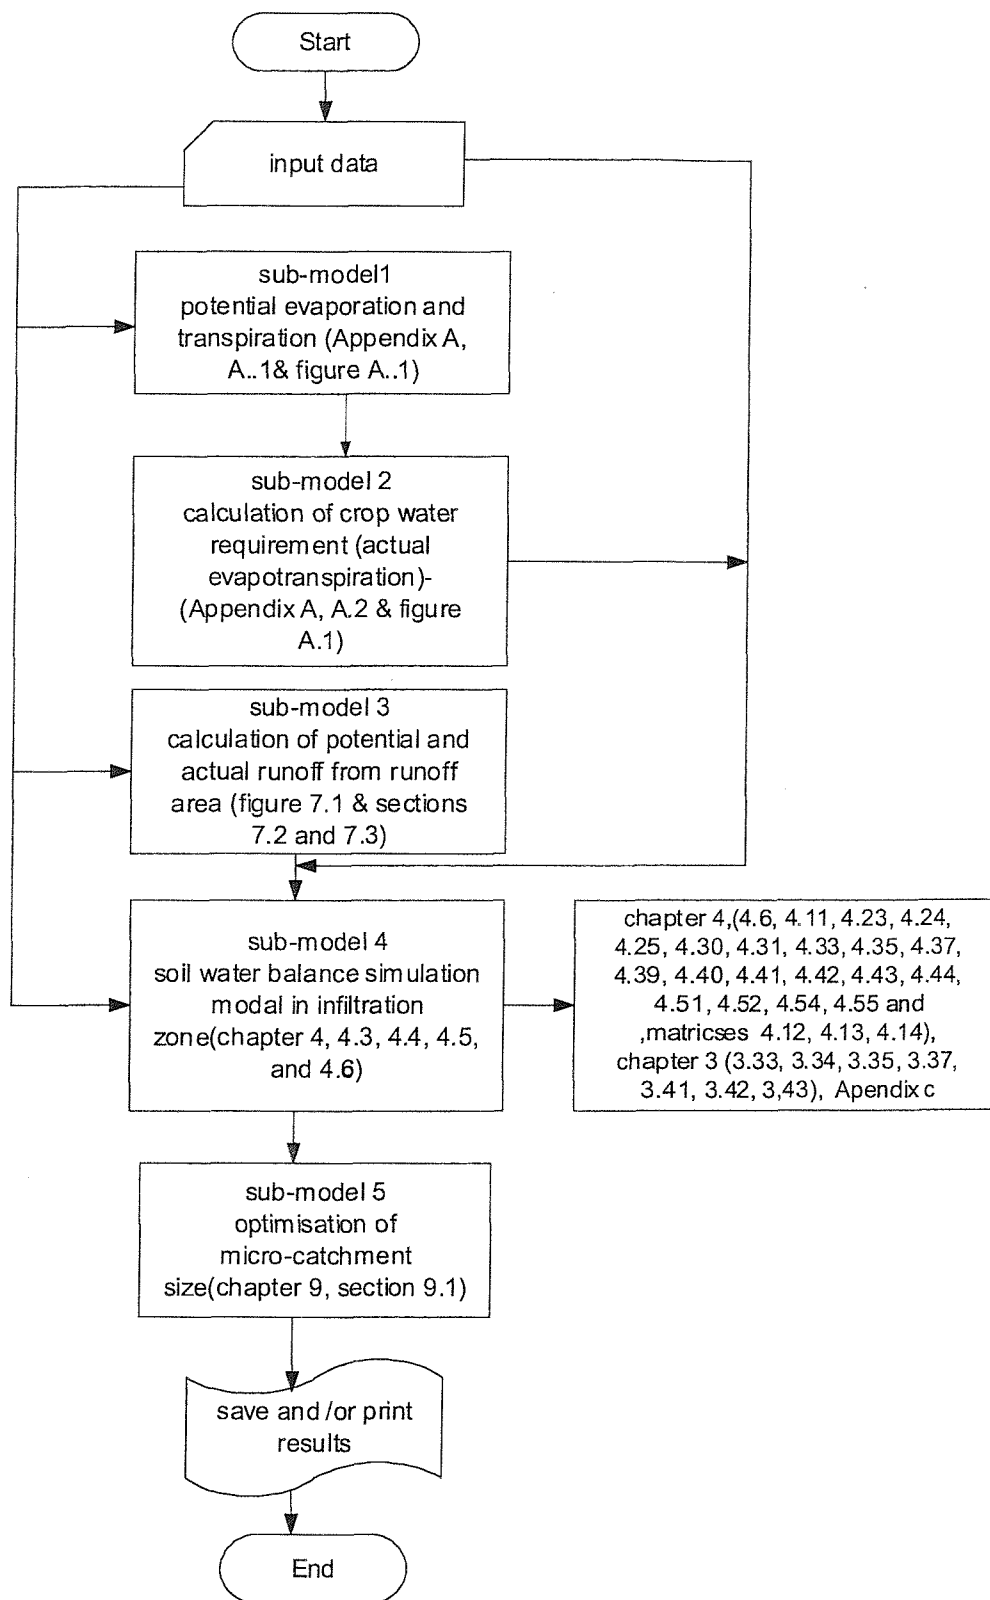 Start
input data
sub-model1
potential evaporation and
transpiration (Appendix A,
A..1& figure A..1)
sub-model 2
calculation of crop water
requirement (actual
evapotranspiration)-
(Appendix A, A.2 & figure
A.1)
sub-model 3
calculation of potential and
actual runoff from runoff
area (figure 7.1 & sections
7.2 and 7.3)
sub-model 4
soil water balance simulation
modal in infiltration
zone(chapter 4, 4.3, 4.4, 4.5,
and 4.6)
chapter 4,(4.6, 4.11, 4.23, 4.24,
4.25, 4.30, 4.31, 4.33, 4.35, 4.37,
4.39, 4.40, 4.41, 4.42, 4.43, 4.44,
4.51, 4.52, 4.54, 4.55 and
,matricses 4.12, 4.13, 4.14),
chapter 3 (3.33, 3.34, 3.35, 3.37,
3.41, 3.42, 3,43), Apendix c
sub-model 5
optimisation of
micro-catchment
size(chapter 9, section 9.1)
save and /or print
results
End